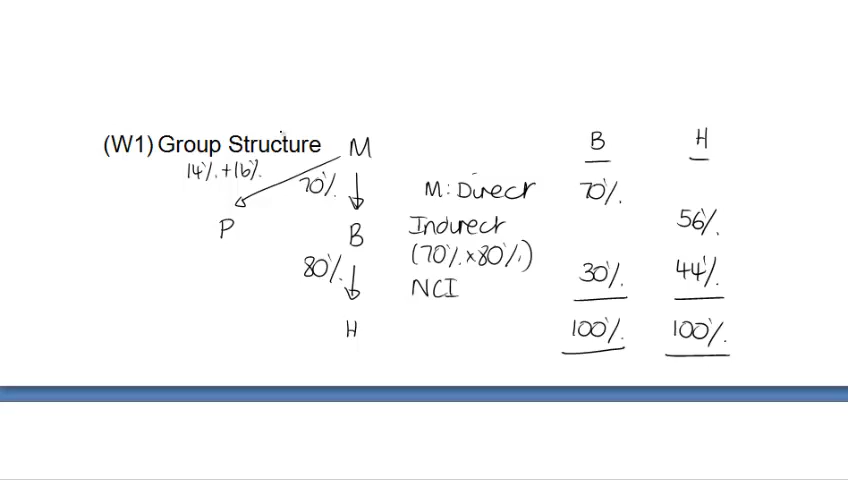 (W1) Group Structure M B H
14% + 16% 70% M: Direct 70%
P B Indirect 56%
80% (70% x 80%)
NCI 30% 44%
H 100% 100%